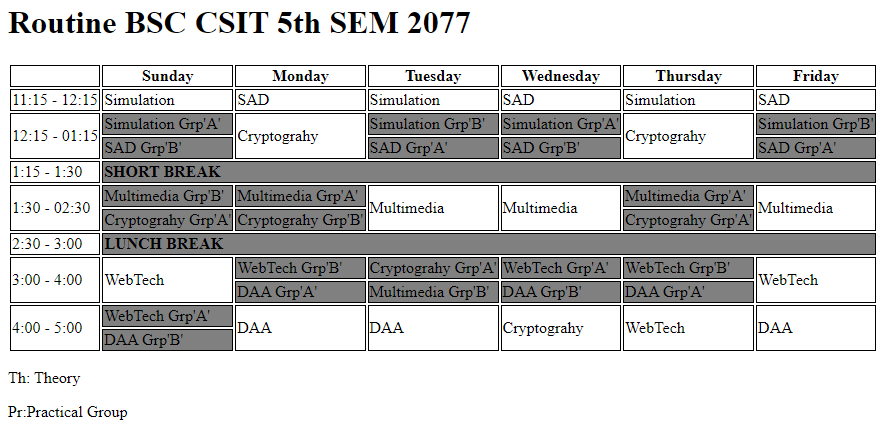 Routine BSC CSIT 5th SEM 2077
Sunday Monday Tuesday Wednesday Thursday Friday
11:15 - 12:15 Simulation SAD Simulation SAD Simulation SAD
12:15 - 01:15 Simulation Grp'A' Cryptograhy Simulation Grp'B' Simulation Grp'A' Cryptograhy Simulation Grp'B'
SAD Grp'B' SAD Grp'A' SAD Grp'B' SAD Grp'A'
1:15 - 1:30 SHORT BREAK
1:30 - 02:30 Multimedia Grp'B' Multimedia Grp'A' Multimedia Multimedia Multimedia Grp'A' Multimedia
Cryptograhy Grp'A' Cryptograhy Grp'B' Cryptograhy Grp'A'
2:30 - 3:00 LUNCH BREAK
3:00 - 4:00 WebTech WebTech Grp'B' Cryptograhy Grp'A' WebTech Grp'A' WebTech Grp'B' WebTech
DAA Grp'A' Multimedia Grp'B' DAA Grp'B' DAA Grp'A'
4:00 - 5:00 WebTech Grp'A' DAA DAA Cryptograhy WebTech DAA
DAA Grp'B'
Th: Theory
Pr:Practical Group